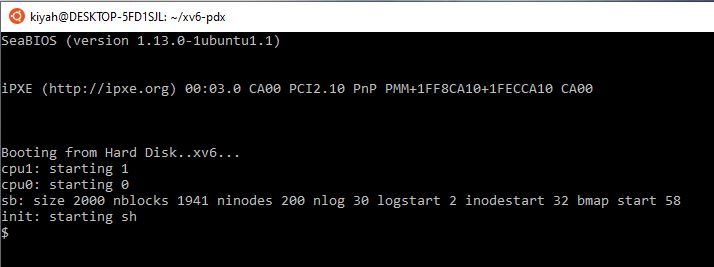 kiyah@DESKTOP-5FD1SJL: ~/xv6-pdx
SeaBIOS (version 1.13.0-1ubuntu1.1)
iPXE (http://ipxe.org) 00:03.0 CA00 PCI2.10 PnP PMM+1FF8CA10+1FECCA10 CA00
Booting from Hard Disk..xv6...
cpu1: starting 1
cpu0: starting 0
sb: size 2000 nblocks 1941 ninodes 200 nlog 30 logstart 2 inodestart 32 bmap start 58
init: starting sh
$